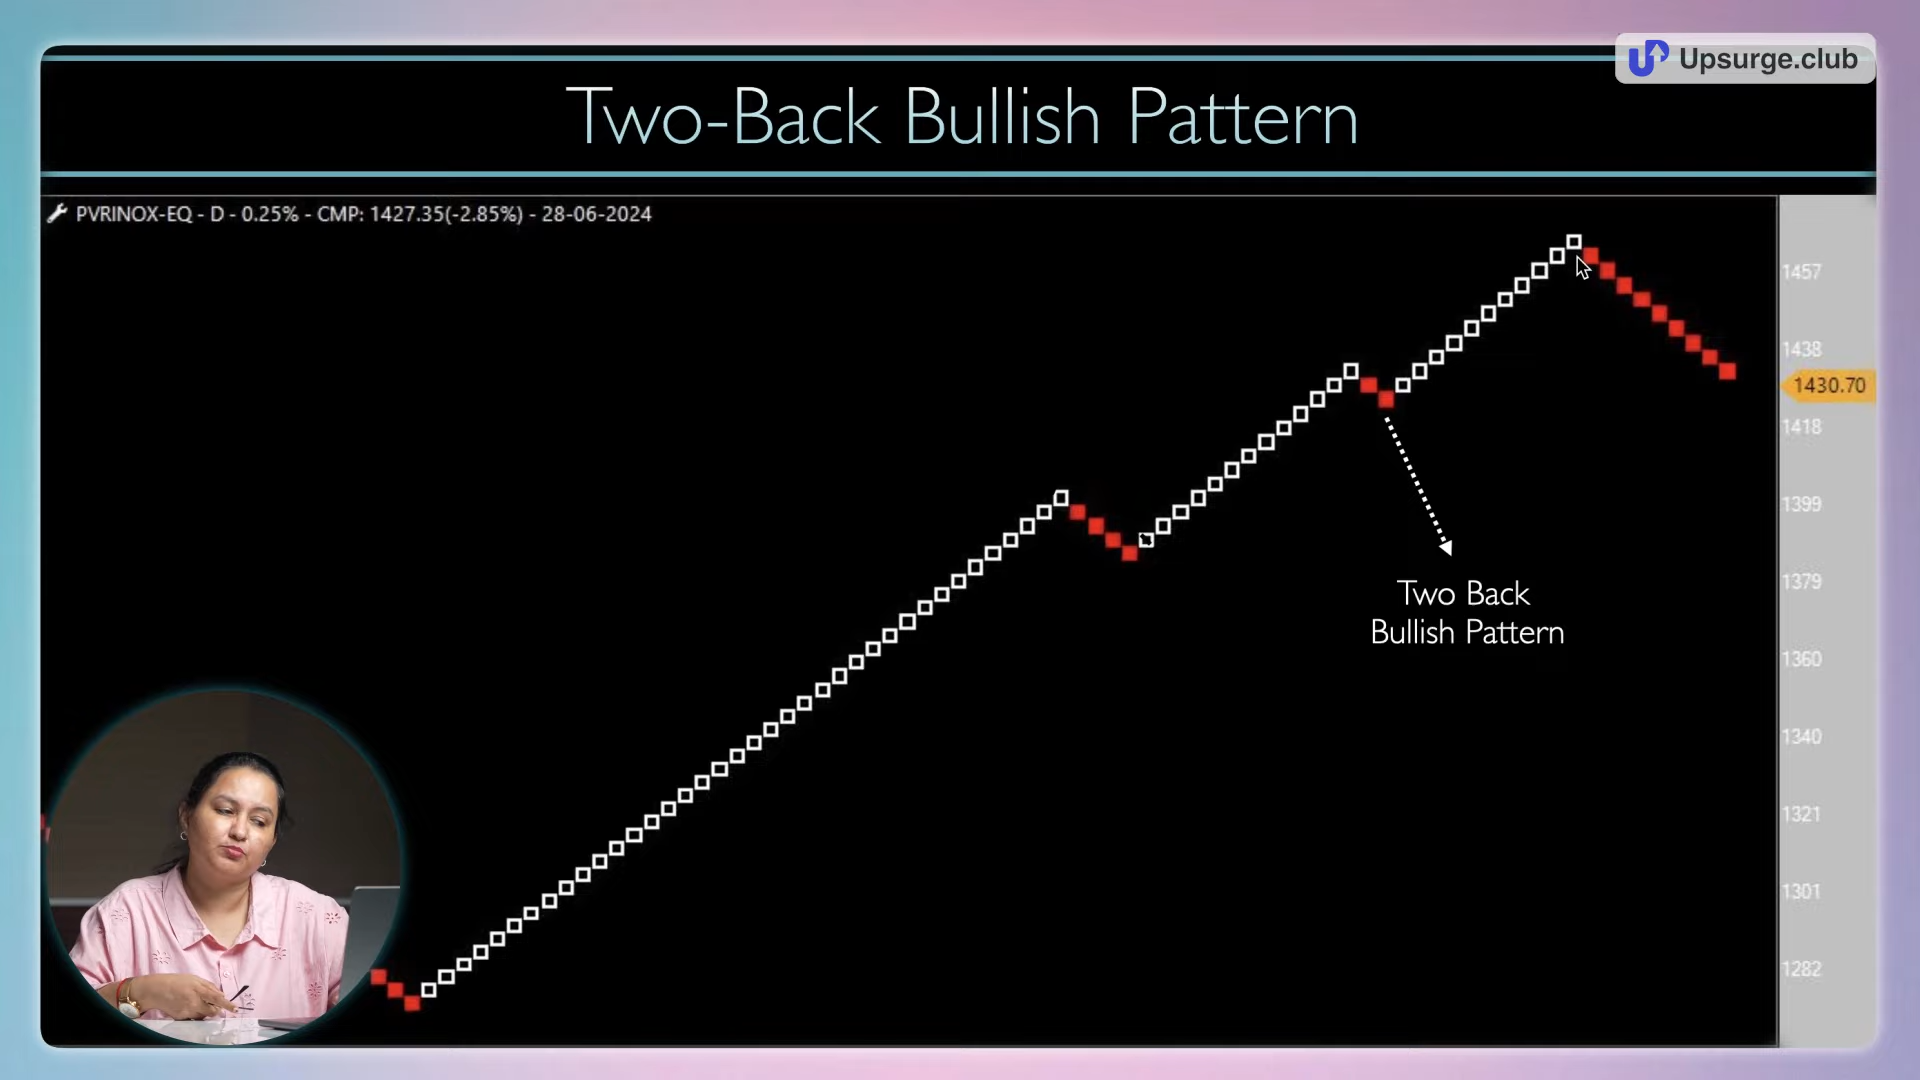 Upsurge.club
Two-Back Bullish Pattern
PVRINOX-EQ - D - 0.25% - CMP: 1427.35(-2.85%) - 28-06-2024
1457
1438
1430.70
1418
1399
1379
Two Back
Bullish Pattern
1360
1340
1321
1301
1282